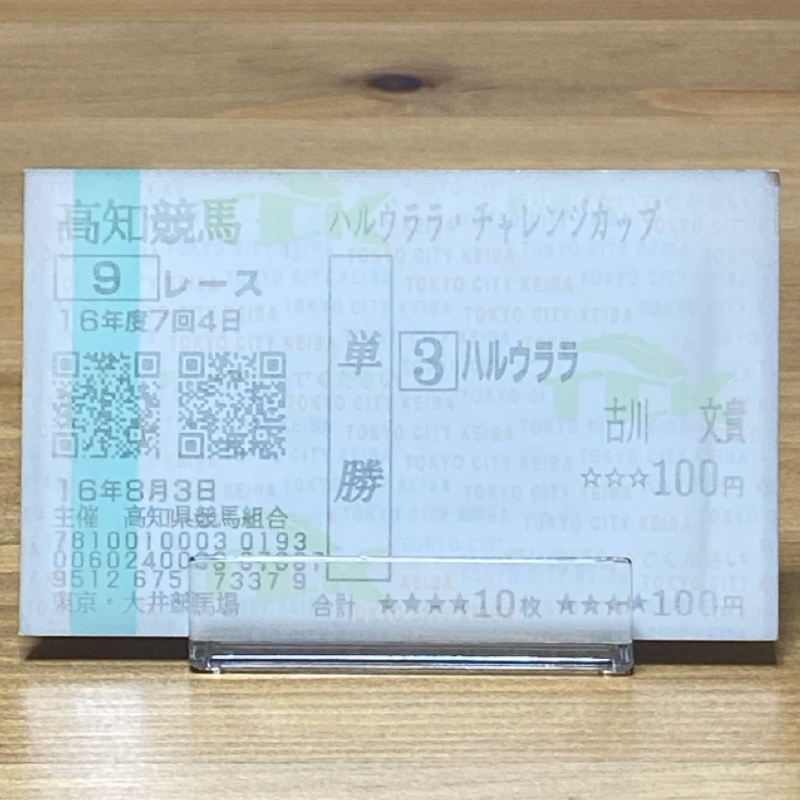 高知競馬
ハルウララ・チャレンジカップ
9レース
16年度7回4日
単勝
3 ハルウララ
古川 文貴
☆☆☆100円
16年8月3日
主催 高知県競馬組合
7810010003 0193
9512 675 73379
東京・大井競馬場
合計 ★★★★10枚 ★★★★100円
TOKYO CITY KEIBA